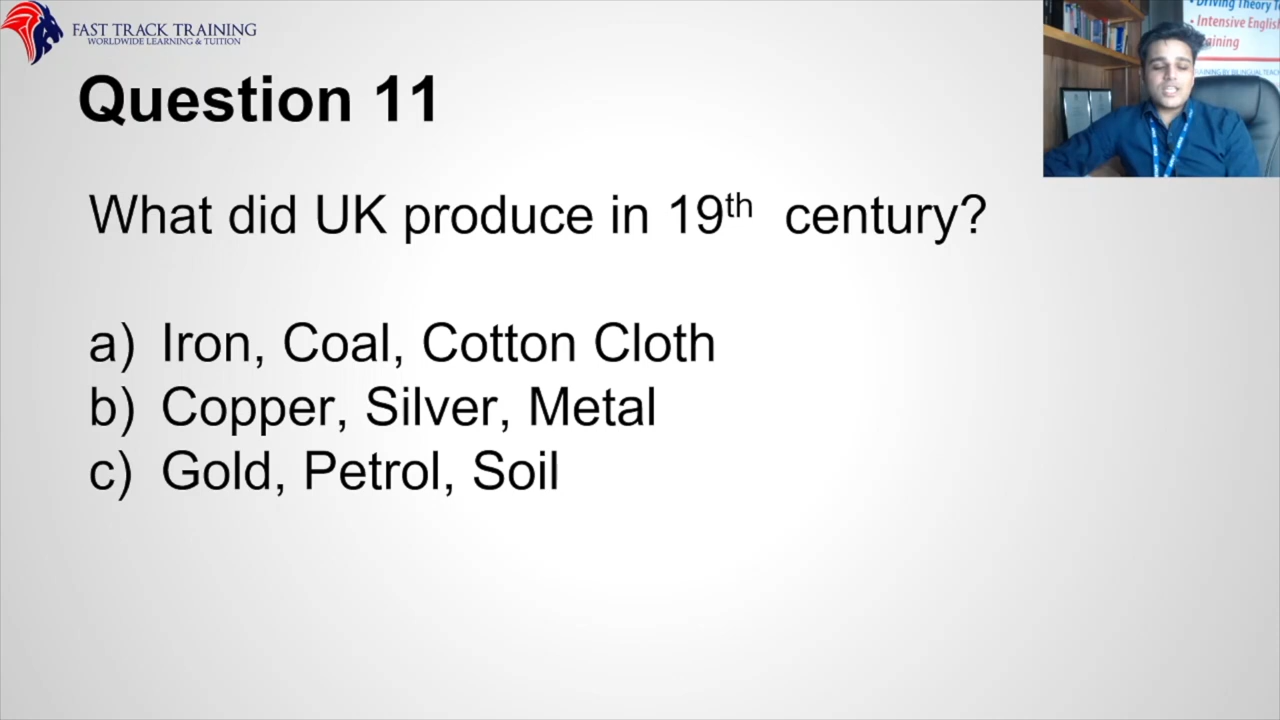 FAST TRACK TRAINING
WORLDWIDE LEARNING & TUITION
• Driving Theory
• Intensive English
Training
Question 11
What did UK produce in 19th century?
a) Iron, Coal, Cotton Cloth
b) Copper, Silver, Metal
c) Gold, Petrol, Soil